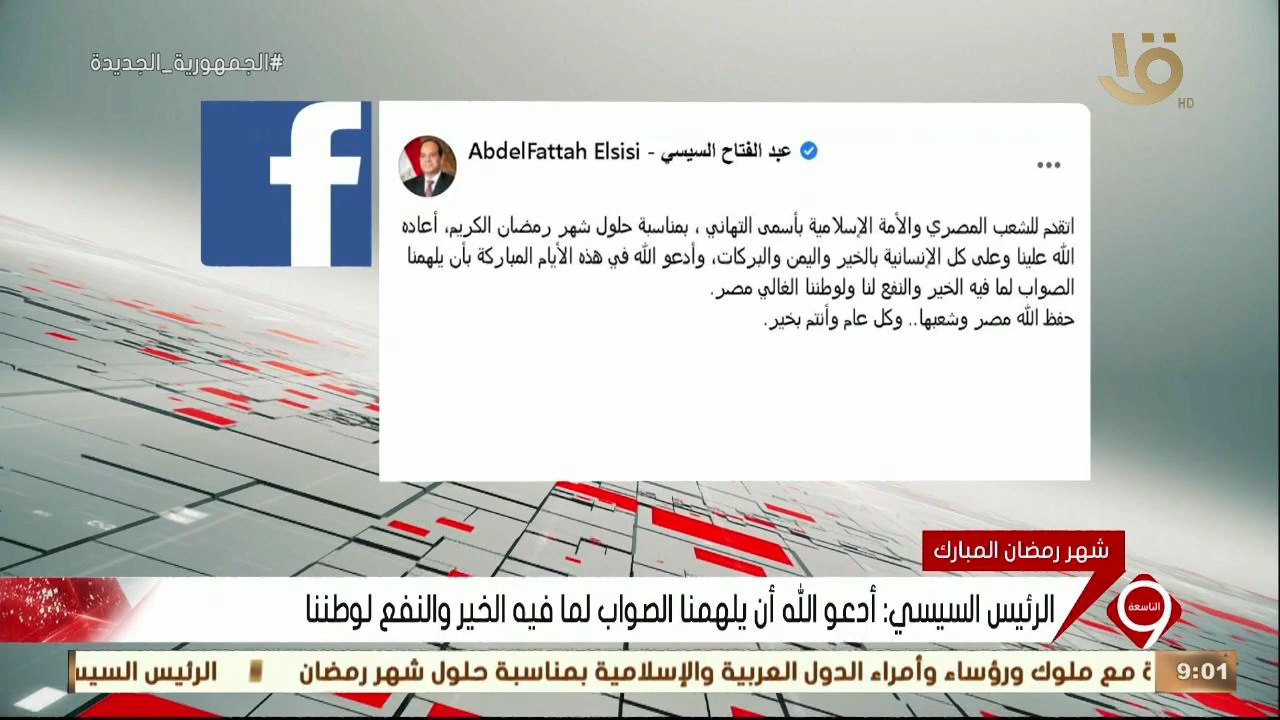 #الجمهورية_الجديدة
HD
AbdelFattah Elsisi - عبد الفتاح السيسي
اتقدم للشعب المصري والأمة الإسلامية بأسمى التهاني ، بمناسبة حلول شهر رمضان الكريم، أعاده
الله علينا وعلى كل الإنسانية بالخير واليمن والبركات، وأدعو الله في هذه الأيام المباركة بأن يلهمنا
الصواب لما فيه الخير والنفع لنا ولوطننا الغالي مصر.
حفظ الله مصر وشعبها.. وكل عام وأنتم بخير.
شهر رمضان المبارك
الرئيس السيسي: أدعو الله أن يلهمنا الصواب لما فيه الخير والنفع لوطننا
التاسعة
9
مع ملوك ورؤساء وأمراء الدول العربية والإسلامية بمناسبة حلول شهر رمضان
الرئيس
9:01